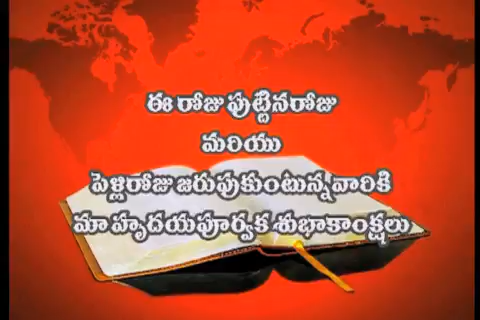 ఈ రోజు పుట్టినరోజు
మరియు
పెళ్లిరోజు జరుపుకుంటున్నవారికి
మా హృదయపూర్వక శుభాకాంక్షలు